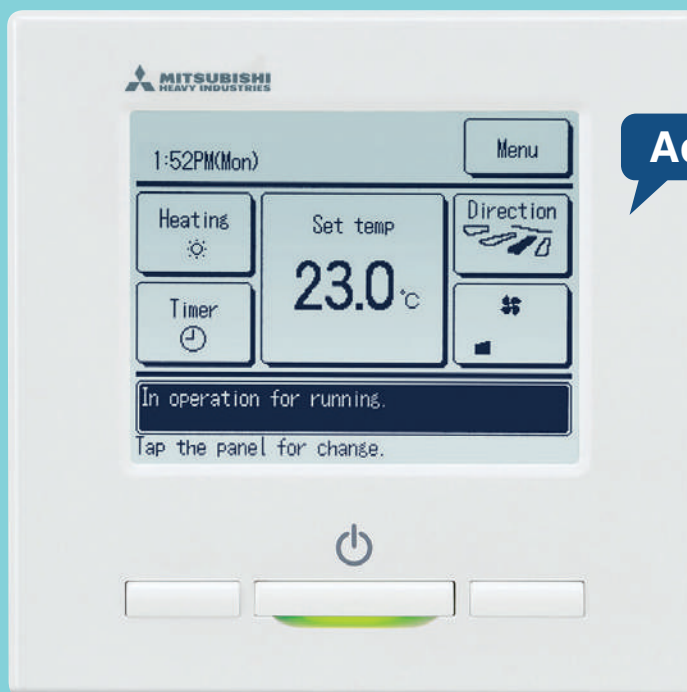 MITSUBISHI
HEAVY INDUSTRIES
1:52PM(Mon)
Menu
Heating
Set temp
23.0 °C
Direction
Timer
In operation for running.
Tap the panel for change.